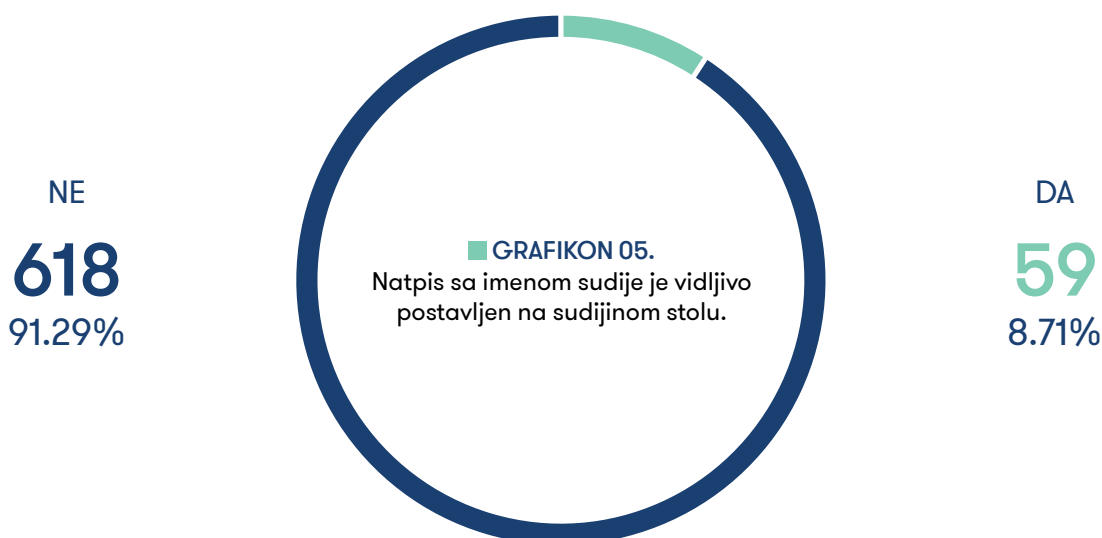 NE
618
91.29%
GRAFIKON 05.
Natpis sa imenom sudije je vidljivo
postavljen na sudijinom stolu.
DA
59
8.71%